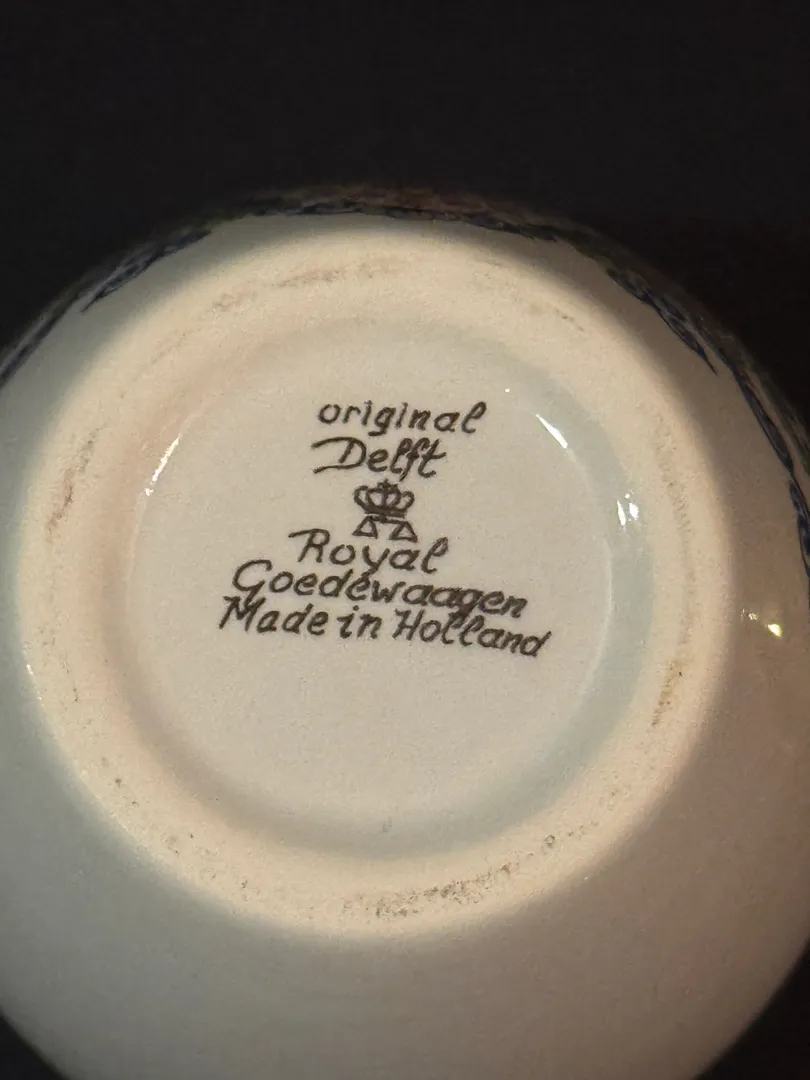 original
Delft
Royal
Goedewaagen
Made in Holland